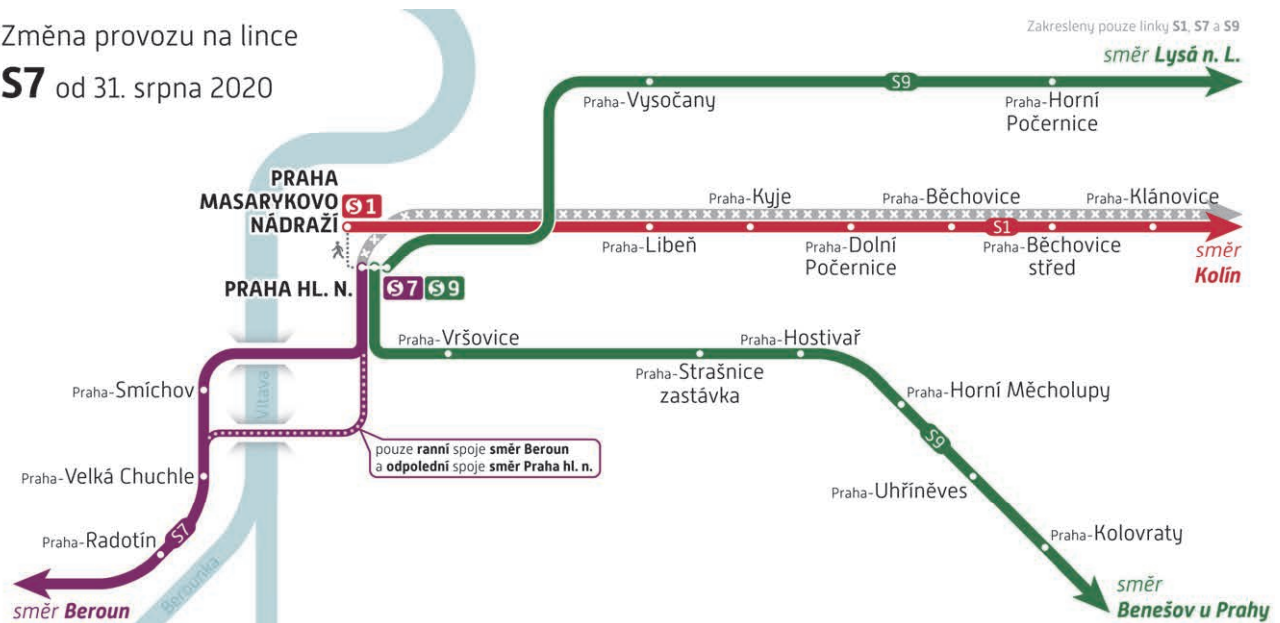 Změna provozu na lince
S7 od 31. srpna 2020
Zakresleny pouze linky S1, S7 a S9
směr Lysá n. L.
S9
Praha-Vysočany
Praha-Horní
Počernice
PRAHA
MASARYKOVO
NÁDRAŽÍ
S1
Praha-Kyje
Praha-Běchovice
Praha-Klánovice
S1
Praha-Libeň
Praha-Dolní
Počernice
Praha-Běchovice
střed
směr
Kolín
PRAHA HL. N.
S7 S9
Praha-Vršovice
Praha-Hostivař
Praha-Strašnice
zastávka
Praha-Smíchov
Vltava
Praha-Horní Měcholupy
S9
pouze ranní spoje směr Beroun
a odpolední spoje směr Praha hl. n.
Praha-Velká Chuchle
Praha-Uhříněves
S7
Praha-Radotín
Praha-Kolovraty
Berounka
směr Beroun
směr
Benešov u Prahy